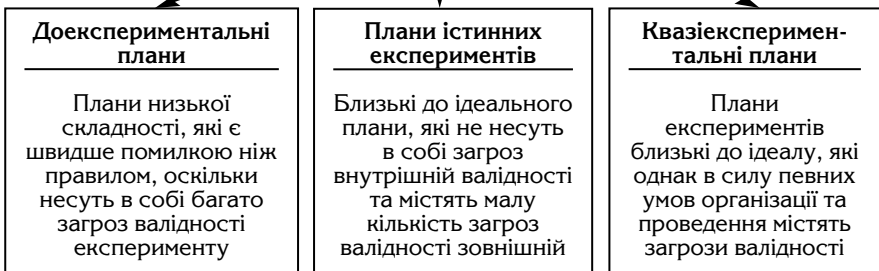 Доекспериментальні
плани
Плани низької
складності, які є
швидше помилкою ніж
правилом, оскільки
несуть в собі багато
загроз валідності
експерименту
Плани істинних
експериментів
Близькі до ідеального
плани, які не несуть
в собі загроз
внутрішній валідності
та містять малу
кількість загроз
валідності зовнішній
Квазіексперимен-
тальні плани
Плани
експериментів
близькі до ідеалу, які
однак в силу певних
умов організації та
проведення містять
загрози валідності